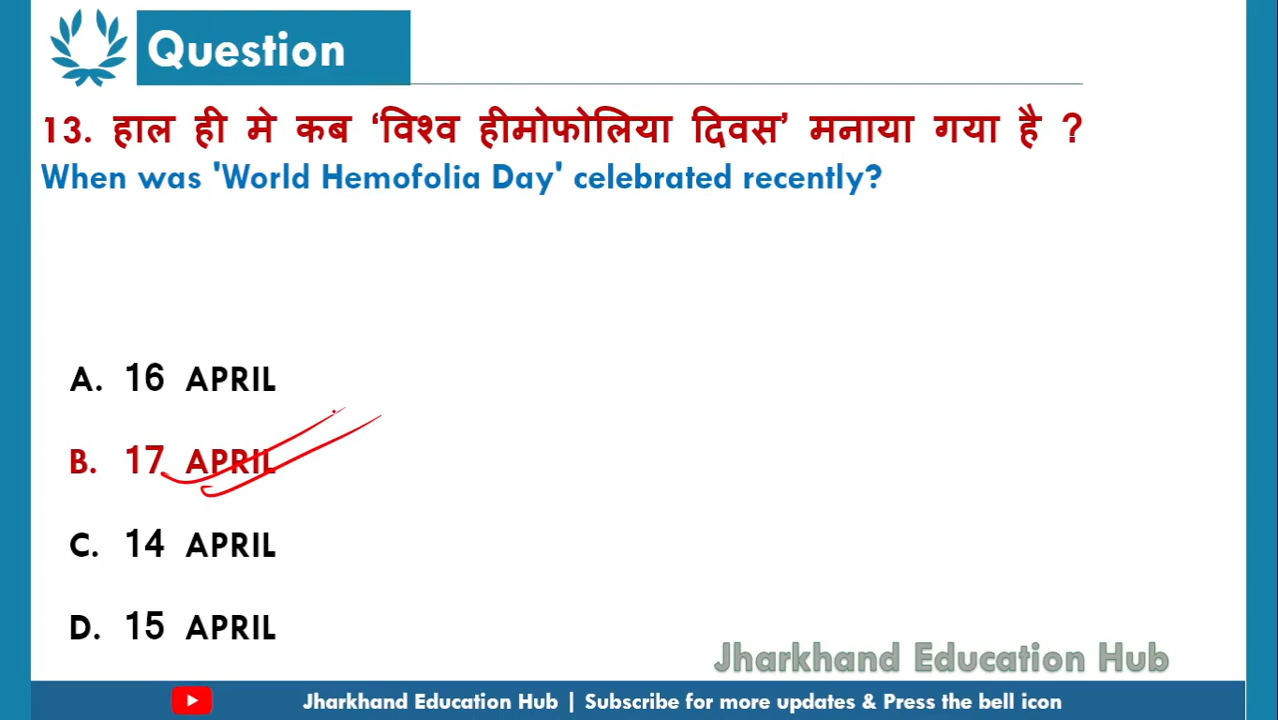 Question
13. हाल ही मे कब ‘विश्व हीमोफोलिया दिवस’ मनाया गया है ?
When was 'World Hemofolia Day' celebrated recently?
A. 16 APRIL
B. 17 APRIL
C. 14 APRIL
D. 15 APRIL
Jharkhand Education Hub
Jharkhand Education Hub | Subscribe for more updates & Press the bell icon